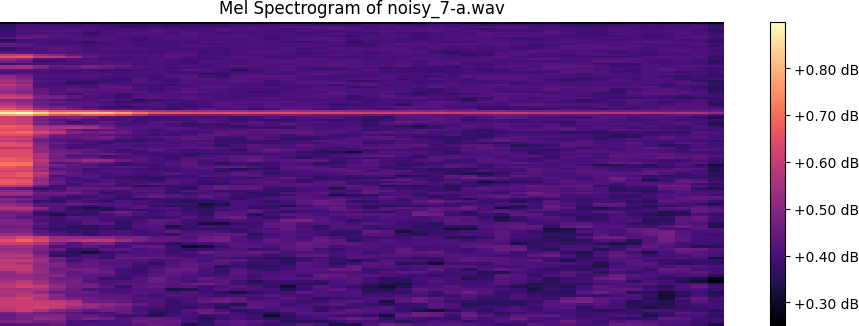 Mel Spectrogram of noisy_7-a.wav
+0.80 dB
+0.70 dB
+0.60 dB
+0.50 dB
+0.40 dB
+0.30 dB